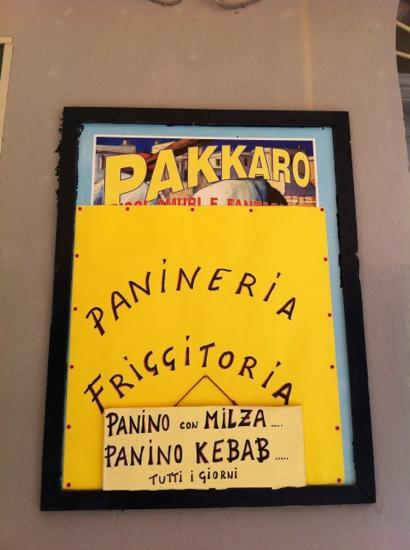 PAKKARO
PANINERIA
FRIGGITORIA
PANINO CON MILZA.....
PANINO KEBAB.....
TUTTI I GIORNI